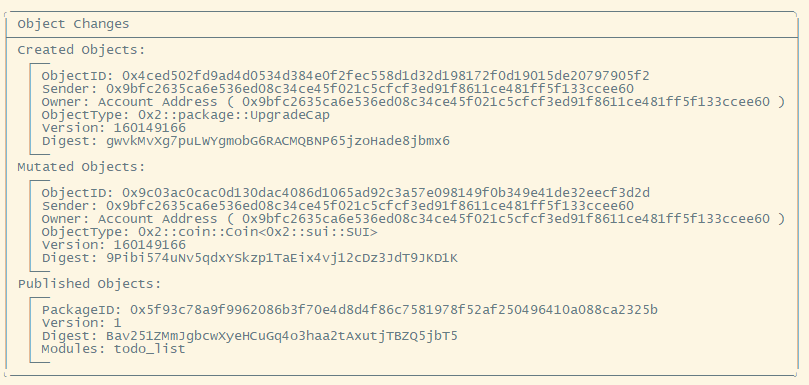 Object Changes
Created Objects:
ObjectID: 0x4ced502fd9ad4d0534d384e0f2fec558d1d32d198172f0d19015de20797905f2
Sender: 0x9bfc2635ca6e536ed08c34ce45f021c5cfcf3ed91f8611ce481ff5f133ccee60
Owner: Account Address ( 0x9bfc2635ca6e536ed08c34ce45f021c5cfcf3ed91f8611ce481ff5f133ccee60 )
ObjectType: 0x2::package::UpgradeCap
Version: 160149166
Digest: gwvkMvXg7puLWYgmobG6RACMQBNP65jzoHade8jbmx6
Mutated Objects:
ObjectID: 0x9c03ac0cac0d130dac4086d1065ad92c3a57e098149f0b349e41de32eecf3d2d
Sender: 0x9bfc2635ca6e536ed08c34ce45f021c5cfcf3ed91f8611ce481ff5f133ccee60
Owner: Account Address ( 0x9bfc2635ca6e536ed08c34ce45f021c5cfcf3ed91f8611ce481ff5f133ccee60 )
ObjectType: 0x2::coin::Coin<0x2::sui::SUI>
Version: 160149166
Digest: 9Pibi574uNv5qdxYSkzp1TaEix4vj12cDz3JdT9JKD1K
Published Objects:
PackageID: 0x5f93c78a9f9962086b3f70e4d8d4f86c7581978f52af250496410a088ca2325b
Version: 1
Digest: Bav251ZMmJgbcwXyeHCuGq4o3haa2tAxutjTBZQ5jbT5
Modules: todo_list